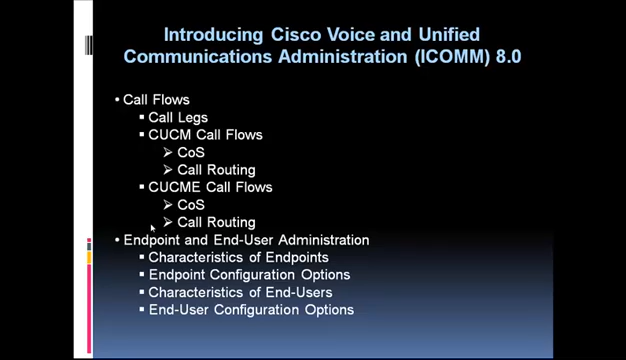 Introducing Cisco Voice and Unified
Communications Administration (ICOMM) 8.0
• Call Flows
▪ Call Legs
▪ CUCM Call Flows
➢ CoS
➢ Call Routing
▪ CUCME Call Flows
➢ CoS
➢ Call Routing
• Endpoint and End-User Administration
▪ Characteristics of Endpoints
▪ Endpoint Configuration Options
▪ Characteristics of End-Users
▪ End-User Configuration Options